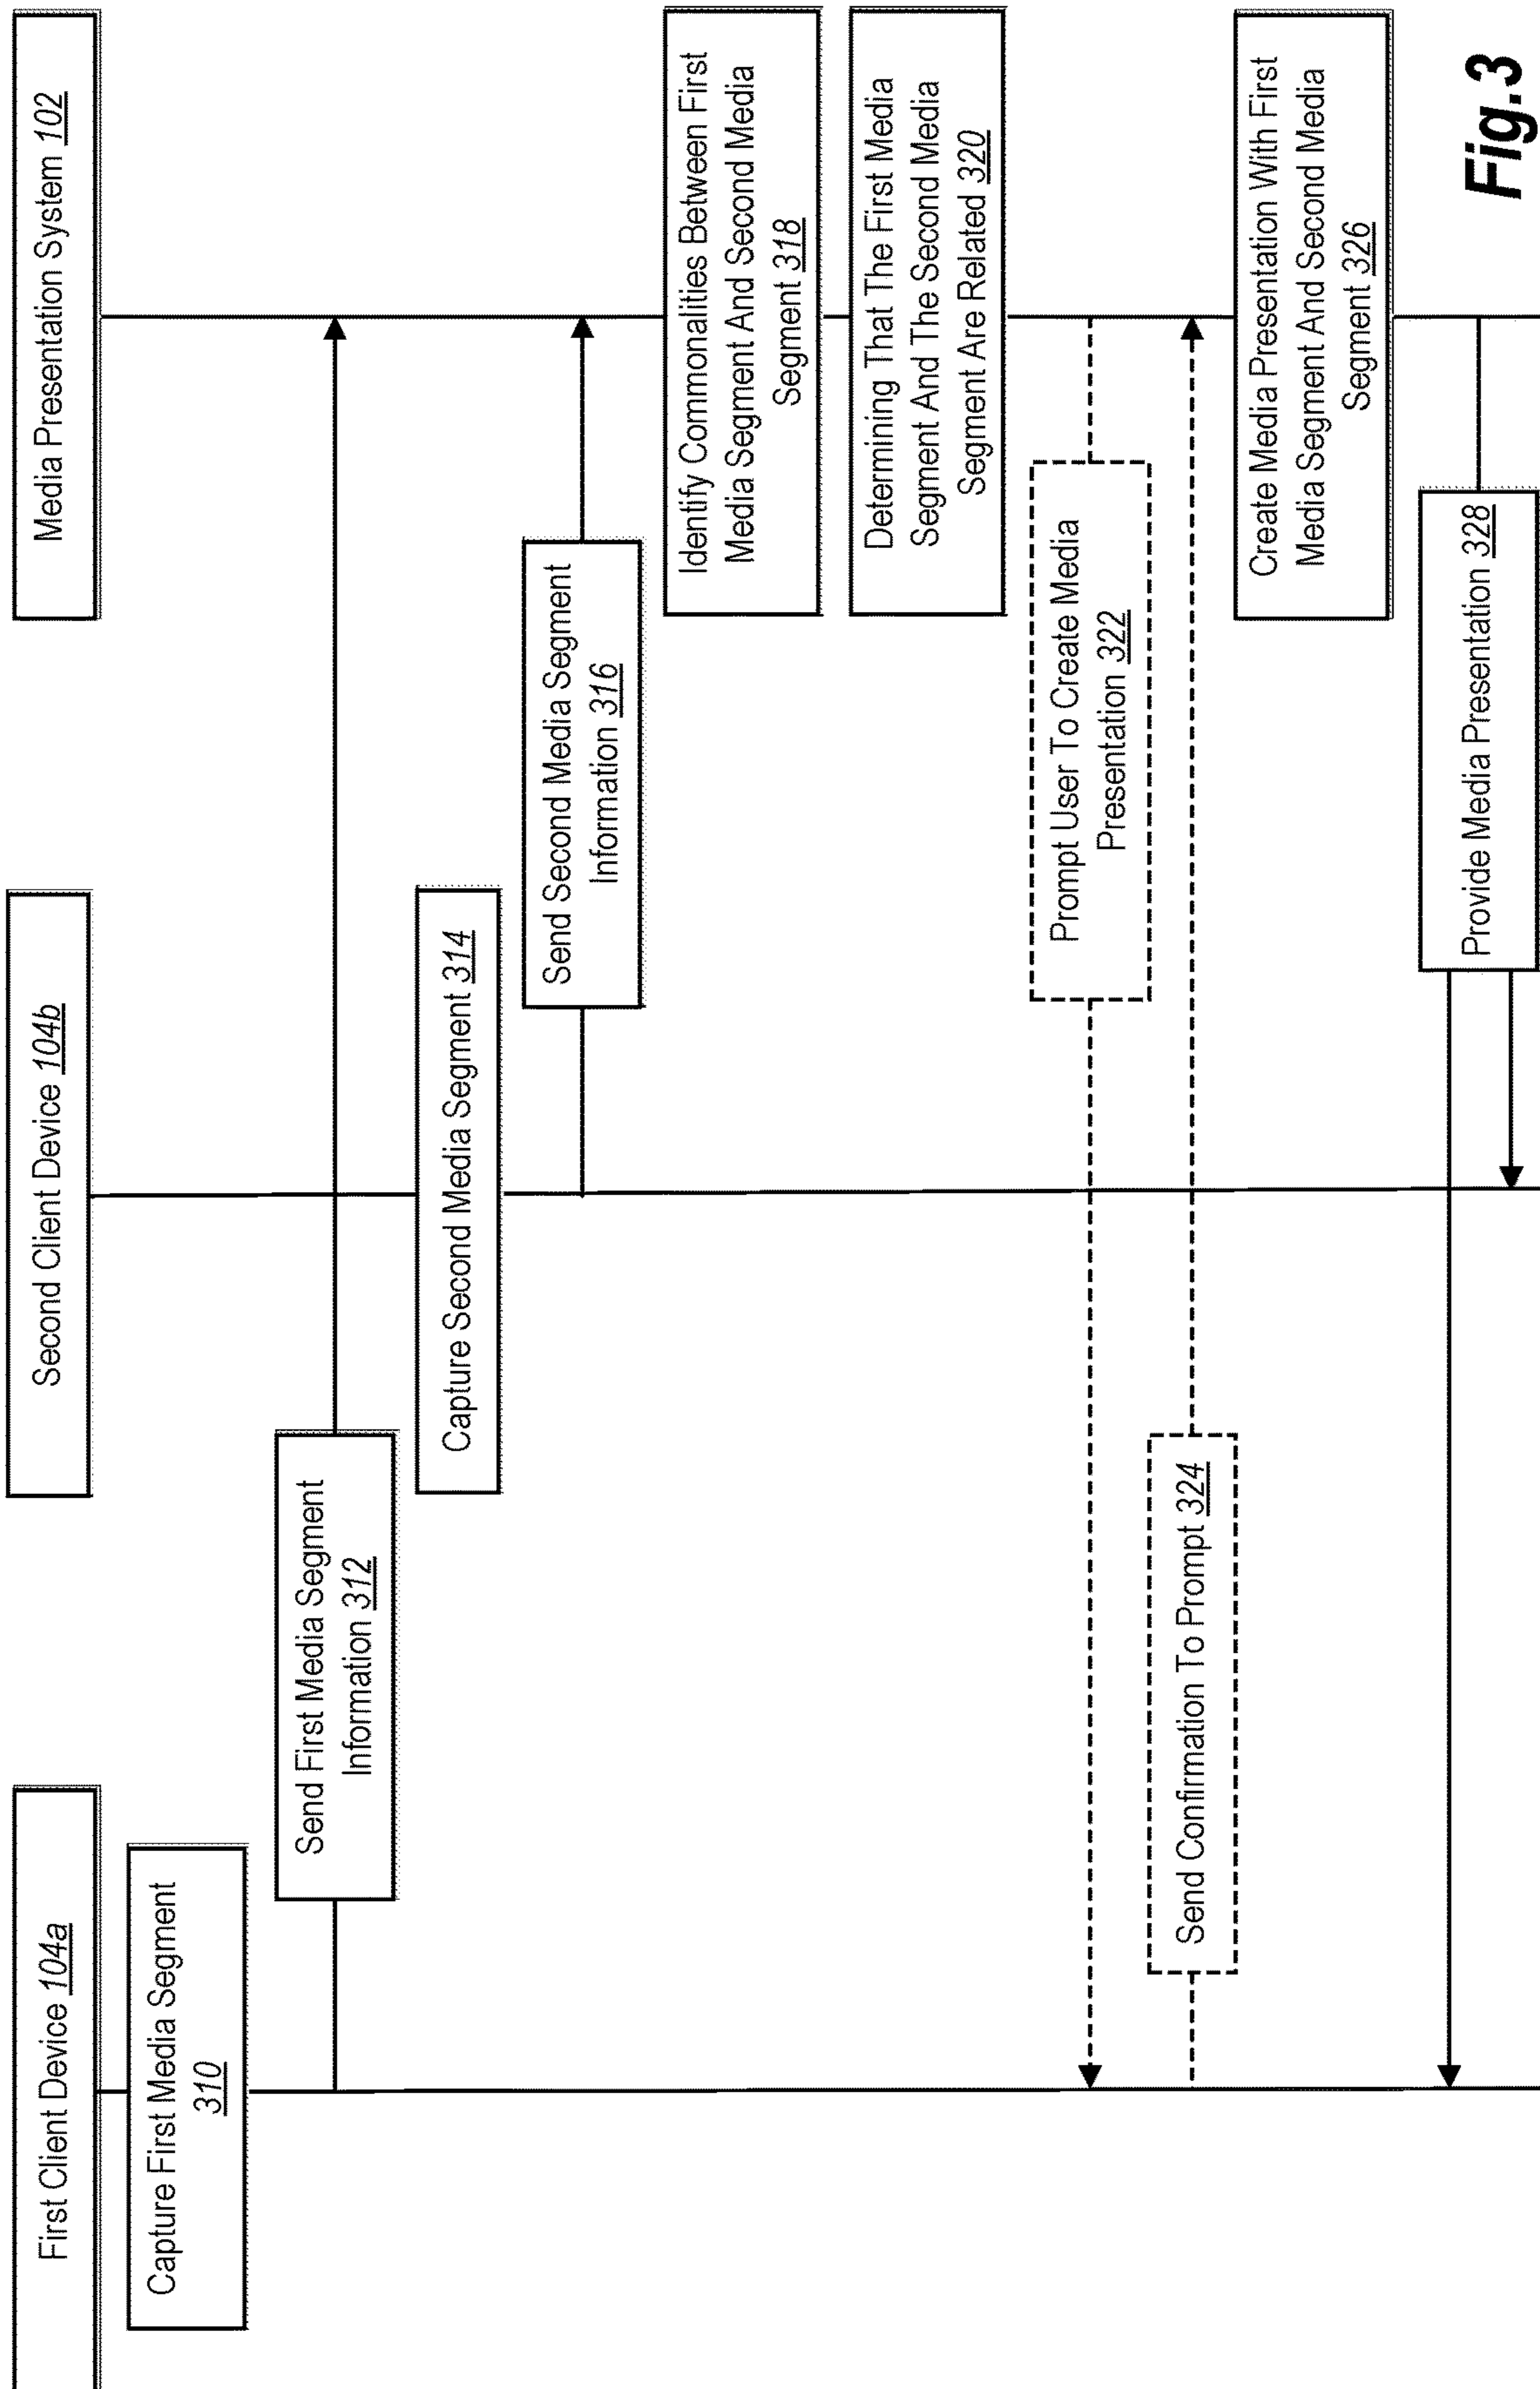 First Client Device 104a
Second Client Device 104b
Media Presentation System 102
Capture First Media Segment
310
Send First Media Segment
Information 312
Capture Second Media Segment 314
Send Second Media Segment
Information 316
Identify Commonalities Between First
Media Segment And Second Media
Segment 318
Determining That The First Media
Segment And The Second Media
Segment Are Related 320
Prompt User To Create Media
Presentation 322
Send Confirmation To Prompt 324
Create Media Presentation With First
Media Segment And Second Media
Segment 326
Provide Media Presentation 328
Fig.3